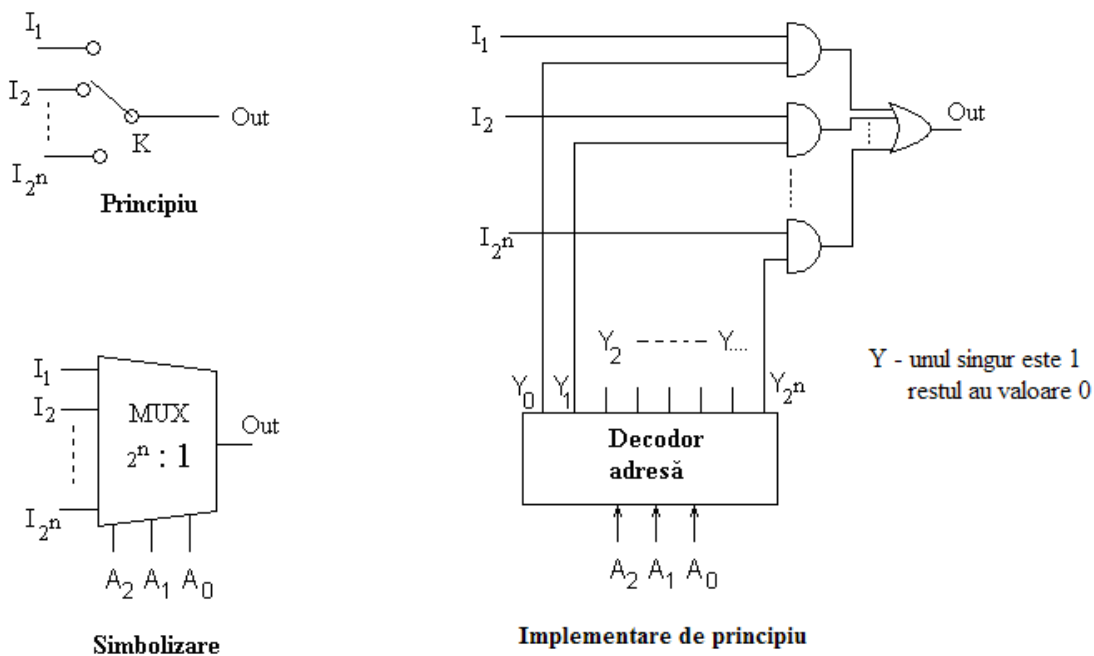 I₁
I₂
Out
K
I₂ⁿ
Principiu
I₁
I₂
MUX
2ⁿ : 1
Out
I₂ⁿ
A₂ A₁ A₀
Simbolizare
I₁
I₂
Out
I₂ⁿ
Y₂ Y....
Y₀ Y₁ Y₂ⁿ
Decodor
adresă
A₂ A₁ A₀
Implementare de principiu
Y - unul singur este 1
restul au valoare 0